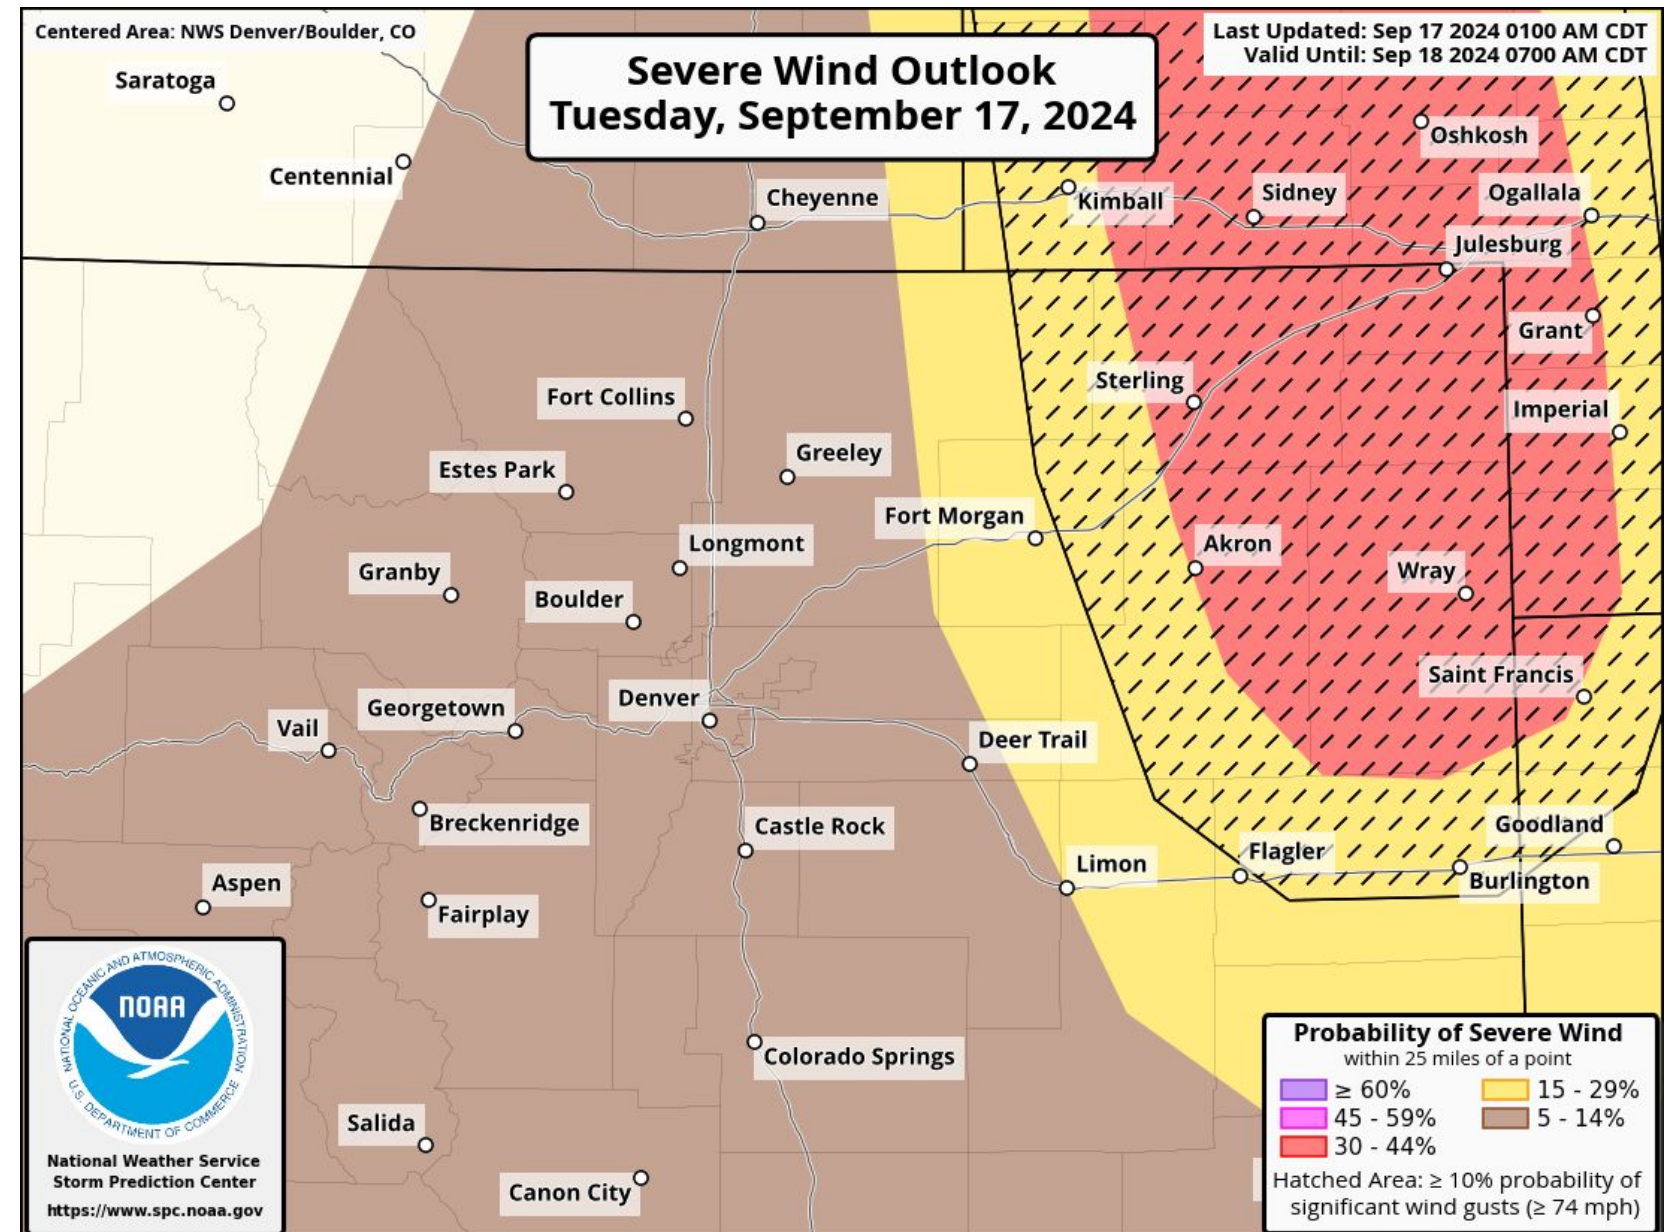 Centered Area: NWS Denver/Boulder, CO
Last Updated: Sep 17 2024 0100 AM CDT
Valid Until: Sep 18 2024 0700 AM CDT
Severe Wind Outlook
Tuesday, September 17, 2024
Saratoga
Centennial
Cheyenne
Kimball
Sidney
Oshkosh
Ogallala
Julesburg
Grant
Sterling
Imperial
Fort Collins
Greeley
Estes Park
Fort Morgan
Longmont
Akron
Wray
Granby
Boulder
Saint Francis
Denver
Georgetown
Vail
Deer Trail
Breckenridge
Castle Rock
Goodland
Limon
Flagler
Burlington
Aspen
Fairplay
Colorado Springs
Salida
Canon City
NATIONAL OCEANIC AND ATMOSPHERIC ADMINISTRATION
NOAA
U.S. DEPARTMENT OF COMMERCE
National Weather Service
Storm Prediction Center
https://www.spc.noaa.gov
Probability of Severe Wind
within 25 miles of a point
≥ 60%
15 - 29%
45 - 59%
5 - 14%
30 - 44%
Hatched Area: ≥ 10% probability of
significant wind gusts (≥ 74 mph)